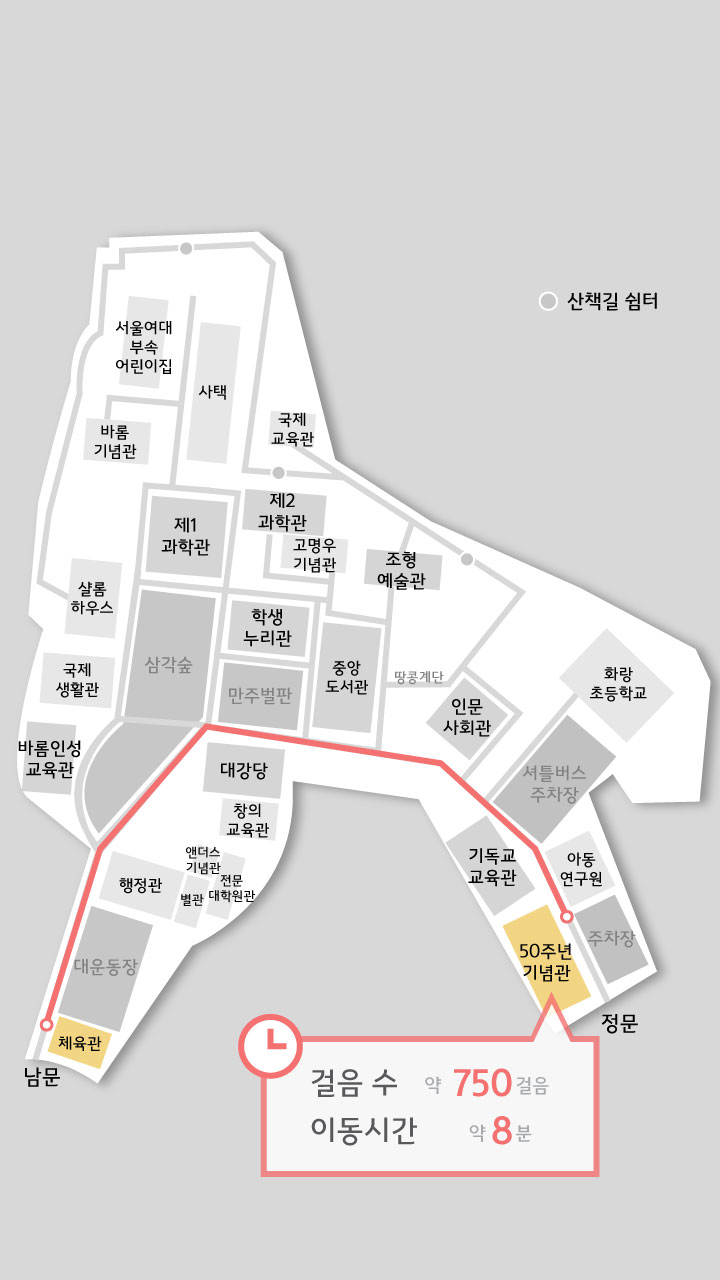 산책길 쉼터
서울여대
부속
어린이집
사택
바롬
기념관
국제
교육관
제1
과학관
제2
과학관
고명우
기념관
조형
예술관
샬롬
하우스
학생
누리관
삼각숲
국제
생활관
만주벌판
중앙
도서관
땅콩계단
인문
사회관
화랑
초등학교
바롬인성
교육관
대강당
셔틀버스
주차장
창의
교육관
앤더스
기념관
행정관
별관
전문
대학원관
기독교
교육관
아동
연구원
대운동장
50주년
기념관
주차장
체육관
정문
남문
걸음 수 약 750걸음
이동시간 약 8분